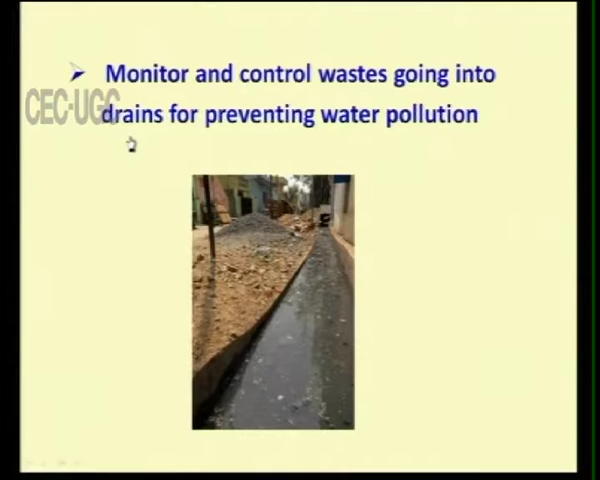 Monitor and control wastes going into
CEC-UGC
drains for preventing water pollution